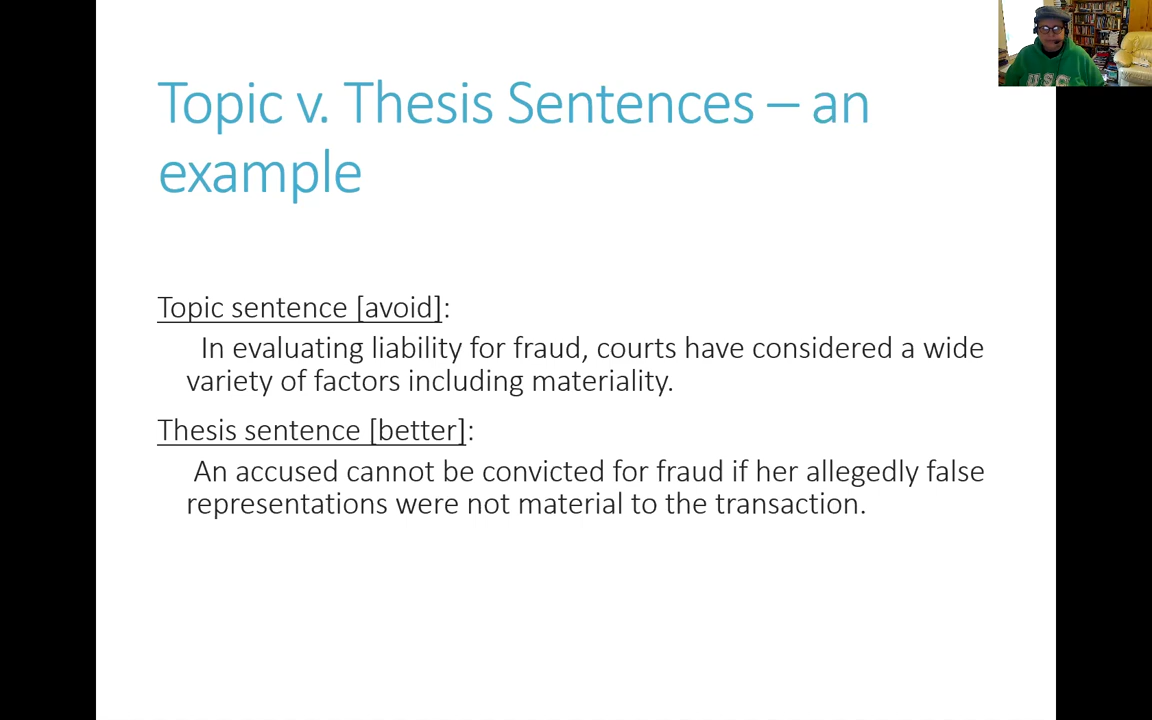 Topic v. Thesis Sentences – an
example
Topic sentence [avoid]:
In evaluating liability for fraud, courts have considered a wide
variety of factors including materiality.
Thesis sentence [better]:
An accused cannot be convicted for fraud if her allegedly false
representations were not material to the transaction.